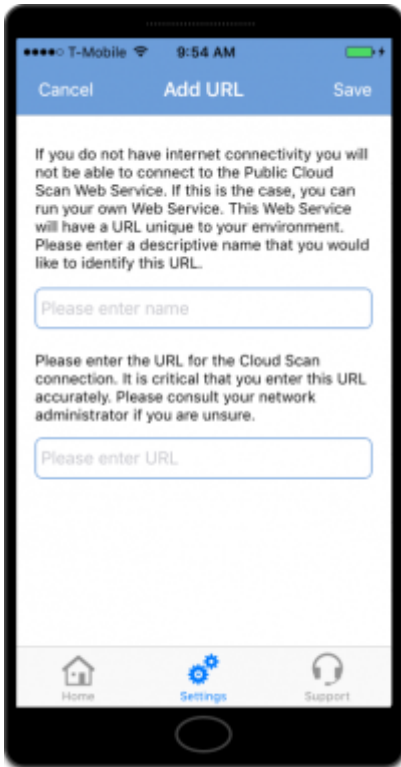 T-Mobile 9:54 AM
Cancel Add URL Save
If you do not have internet connectivity you will
not be able to connect to the Public Cloud
Scan Web Service. If this is the case, you can
run your own Web Service. This Web Service
will have a URL unique to your environment.
Please enter a descriptive name that you would
like to identify this URL.
Please enter name
Please enter the URL for the Cloud Scan
connection. It is critical that you enter this URL
accurately. Please consult your network
administrator if you are unsure.
Please enter URL
Home Settings Support